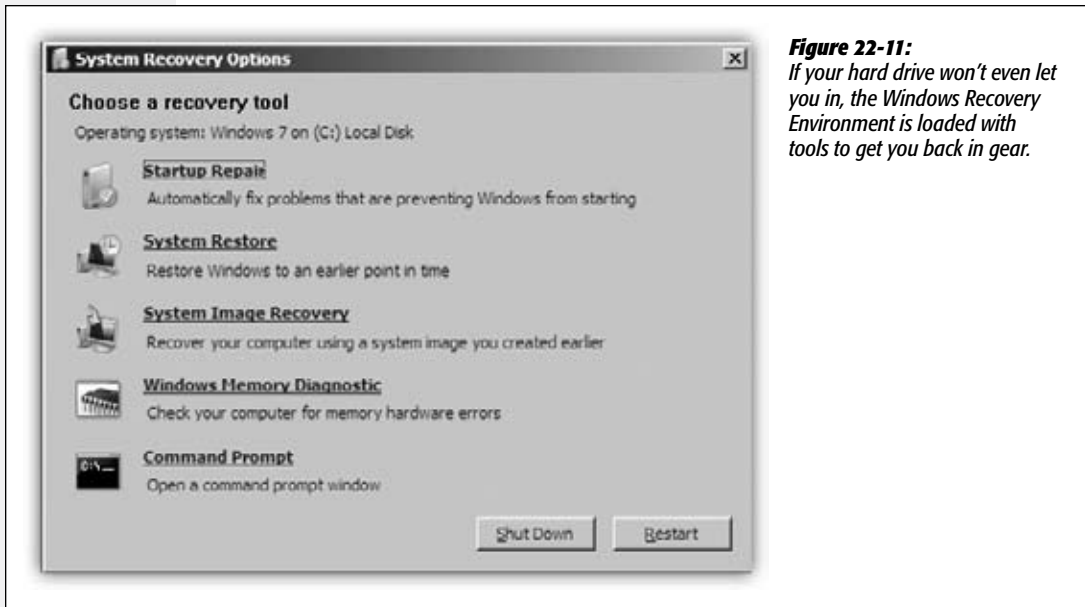 System Recovery Options
Choose a recovery tool
Operating system: Windows 7 on (C:) Local Disk
Startup Repair
Automatically fix problems that are preventing Windows from starting
System Restore
Restore Windows to an earlier point in time
System Image Recovery
Recover your computer using a system image you created earlier
Windows Memory Diagnostic
Check your computer for memory hardware errors
C:\_
Command Prompt
Open a command prompt window
Shut Down
Restart
Figure 22-11:
If your hard drive won't even let
you in, the Windows Recovery
Environment is loaded with
tools to get you back in gear.